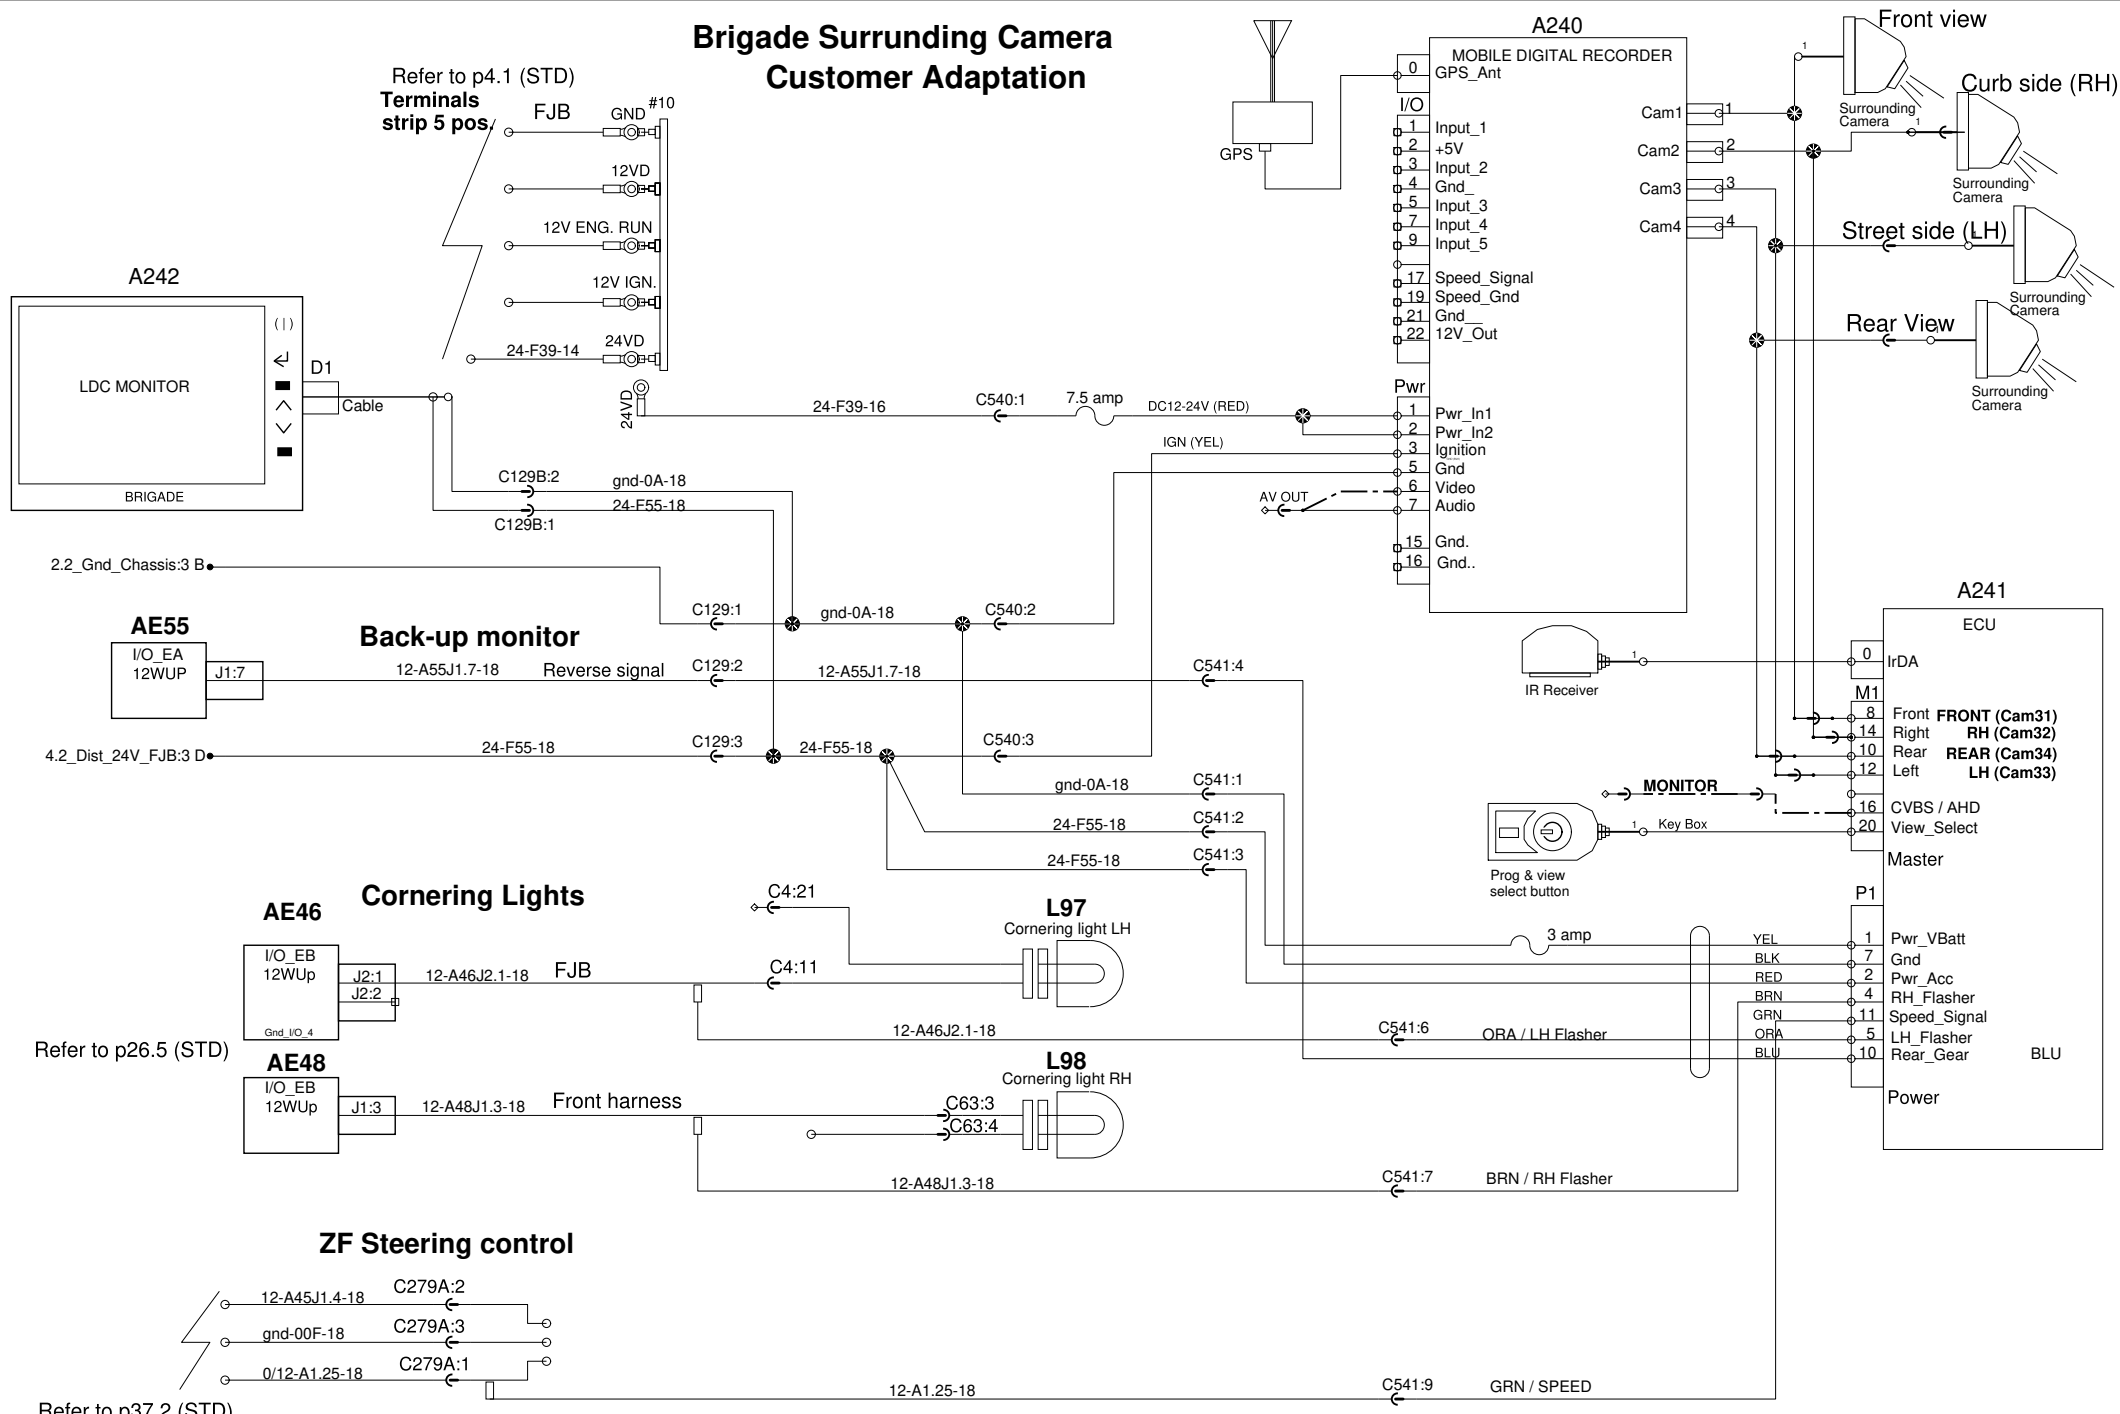 Brigade Surrunding Camera
Customer Adaptation
Refer to p4.1 (STD)
Terminals
strip 5 pos.
FJB
#10
GND
12VD
12V ENG. RUN
12V IGN.
24VD
24-F39-14
24VD
24-F39-16
C540:1
7.5 amp
DC12-24V (RED)
IGN (YEL)
A242
LDC MONITOR
(|)
BRIGADE
D1
Cable
C129B:2
gnd-0A-18
24-F55-18
C129B:1
GPS
A240
MOBILE DIGITAL RECORDER
0 GPS_Ant
I/O
1 Input_1
2 +5V
3 Input_2
4 Gnd_
5 Input_3
7 Input_4
9 Input_5
17 Speed_Signal
19 Speed_Gnd
21 Gnd__
22 12V_Out
Pwr
1 Pwr_In1
2 Pwr_In2
3 Ignition
5 Gnd
6 Video
7 Audio
15 Gnd.
16 Gnd..
AV OUT
Cam1 1
Cam2 2
Cam3 3
Cam4 4
Front view
1
Surrounding
Camera
Curb side (RH)
1
Surrounding
Camera
Street side (LH)
Surrounding
Camera
Rear View
Surrounding
Camera
2.2_Gnd_Chassis:3 B
C129:1
gnd-0A-18
C540:2
AE55
I/O_EA
12WUP
J1:7
Back-up monitor
12-A55J1.7-18
Reverse signal
C129:2
12-A55J1.7-18
C541:4
4.2_Dist_24V_FJB:3 D
24-F55-18
C129:3
24-F55-18
C540:3
gnd-0A-18
C541:1
24-F55-18
C541:2
24-F55-18
C541:3
IR Receiver
1
A241
ECU
0 IrDA
M1
8 Front FRONT (Cam31)
14 Right RH (Cam32)
10 Rear REAR (Cam34)
12 Left LH (Cam33)
MONITOR
16 CVBS / AHD
20 View_Select
1
Key Box
Prog & view
select button
Master
P1
3 amp
YEL 1 Pwr_VBatt
BLK 7 Gnd
RED 2 Pwr_Acc
BRN 4 RH_Flasher
GRN 11 Speed_Signal
ORA 5 LH_Flasher
BLU 10 Rear_Gear
BLU
Power
Cornering Lights
AE46
I/O_EB
12WUp
J2:1
J2:2
Gnd_I/O_4
12-A46J2.1-18
FJB
C4:21
C4:11
L97
Cornering light LH
12-A46J2.1-18
C541:6
ORA / LH Flasher
Refer to p26.5 (STD)
AE48
I/O_EB
12WUp
J1:3
12-A48J1.3-18
Front harness
C63:3
C63:4
L98
Cornering light RH
12-A48J1.3-18
C541:7
BRN / RH Flasher
ZF Steering control
12-A45J1.4-18
C279A:2
gnd-00F-18
C279A:3
0/12-A1.25-18
C279A:1
12-A1.25-18
C541:9
GRN / SPEED
Refer to p37.2 (STD)